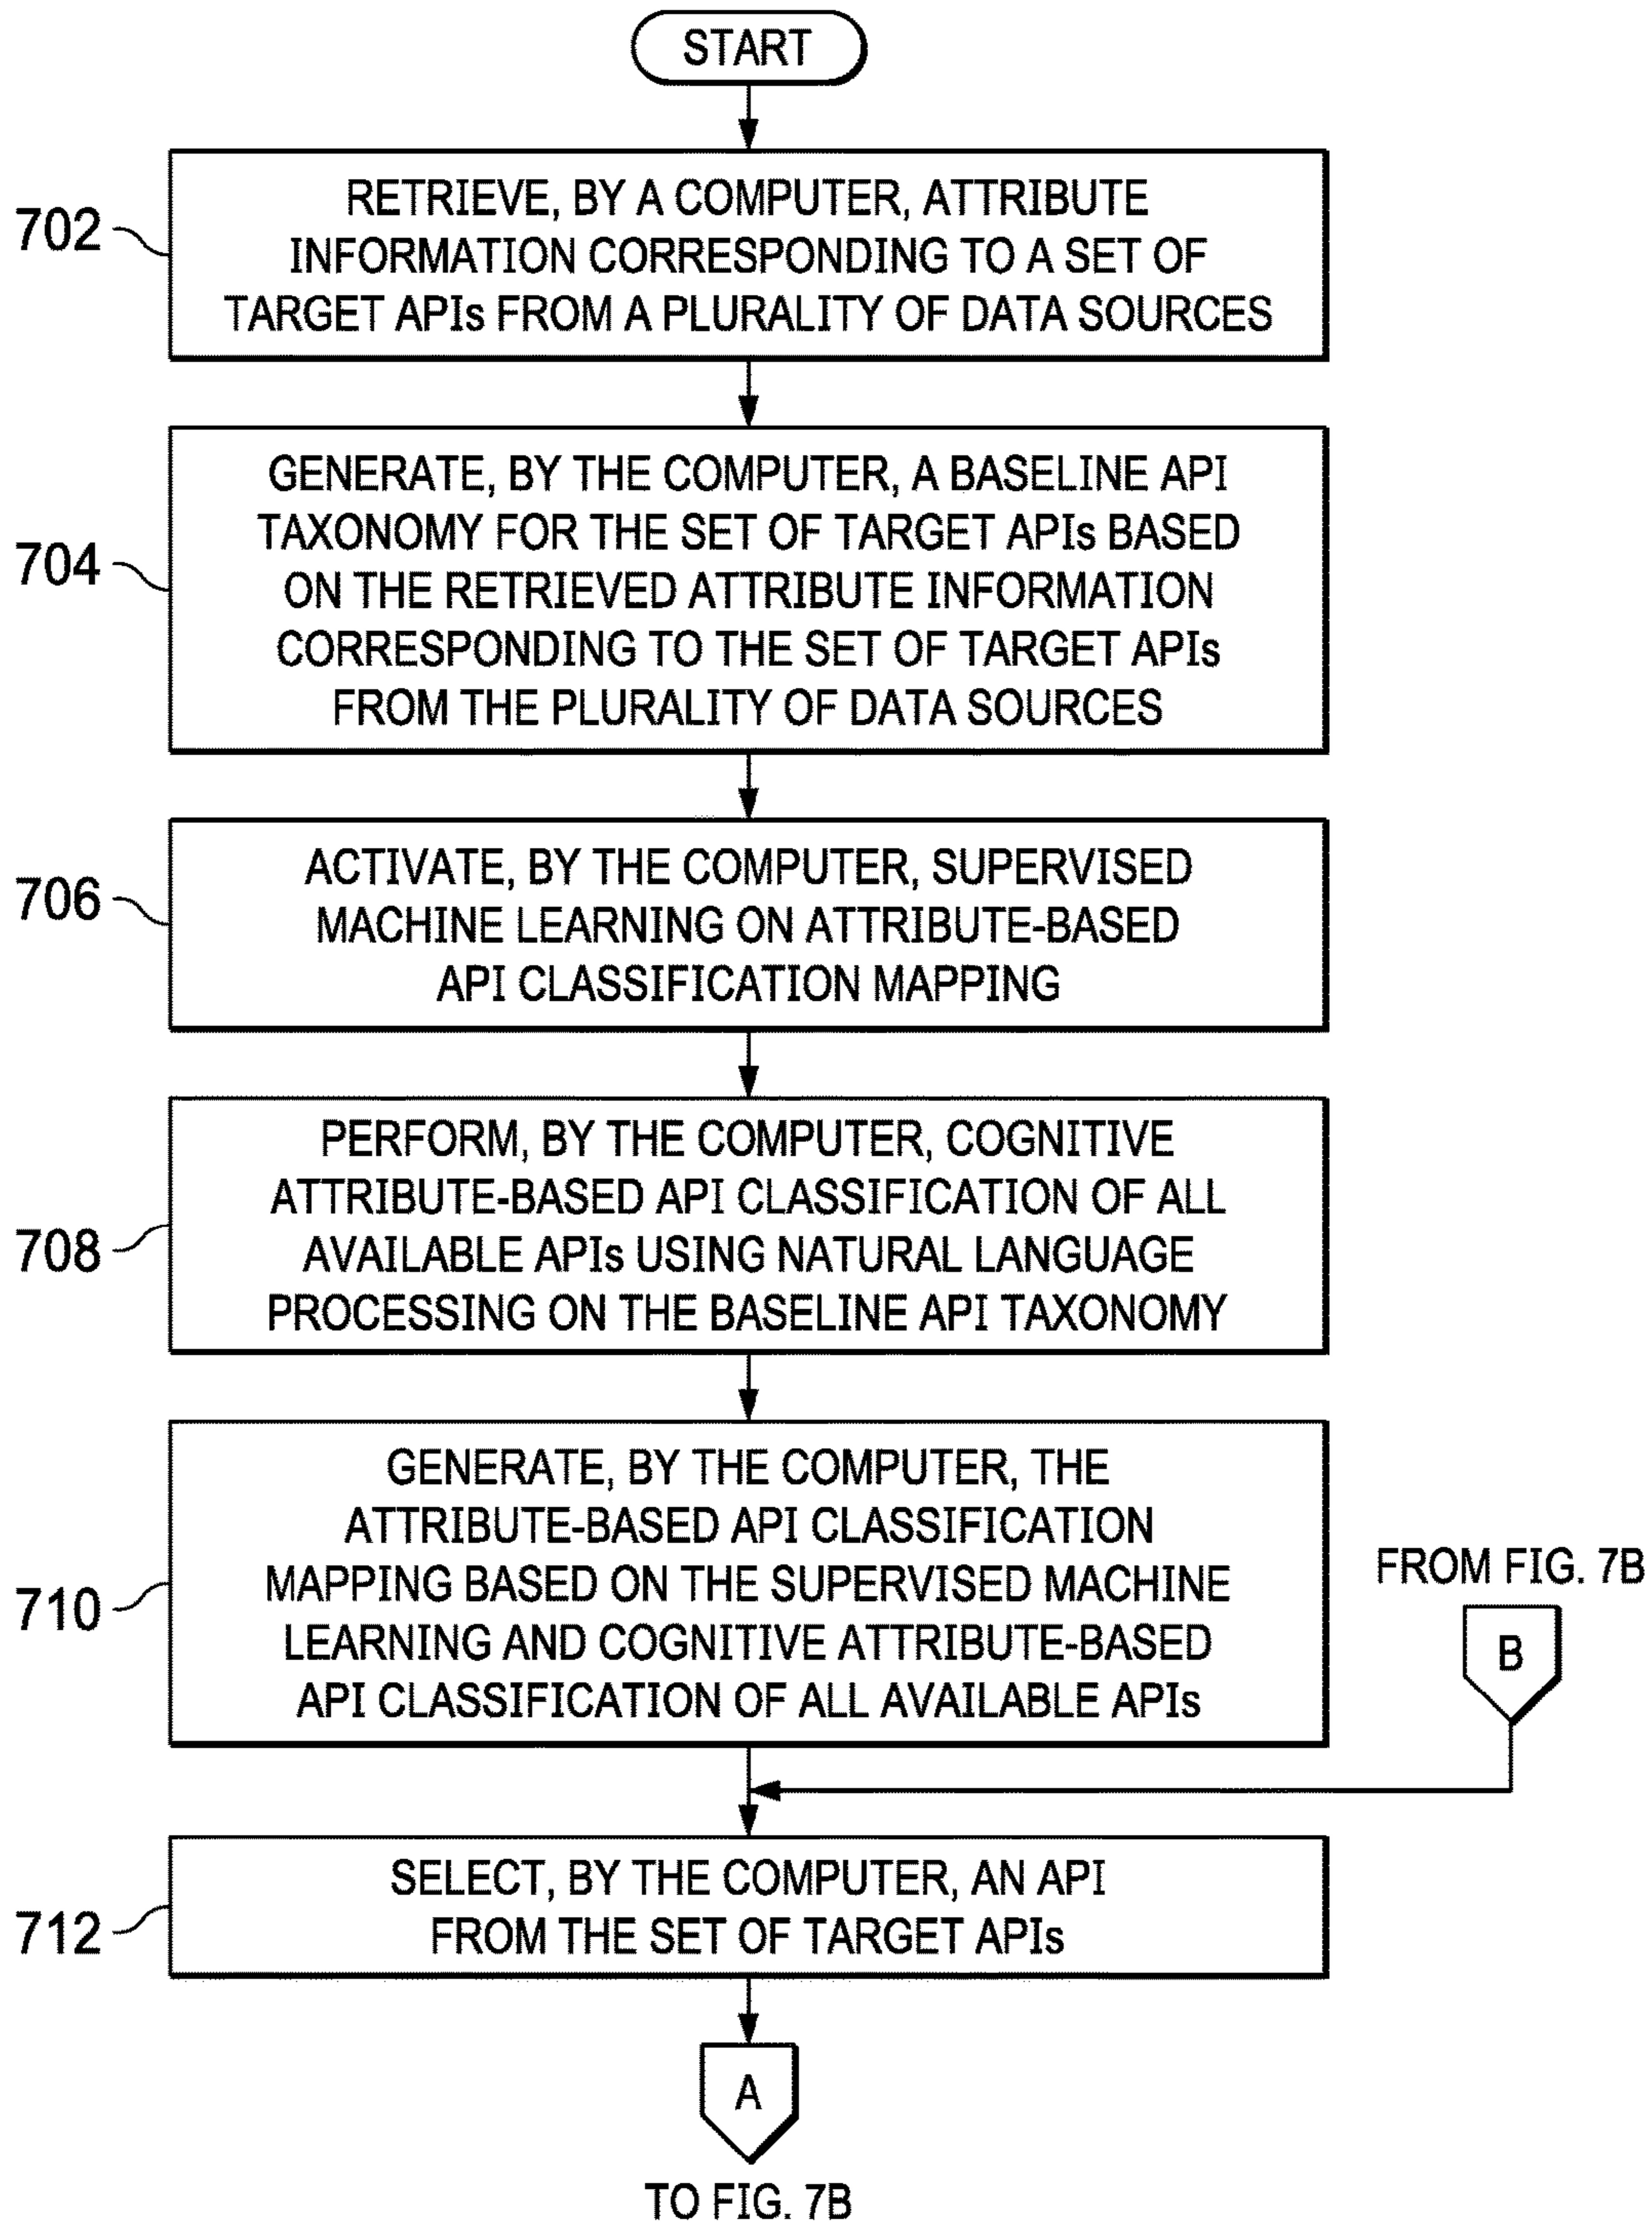 START
702
RETRIEVE, BY A COMPUTER, ATTRIBUTE
INFORMATION CORRESPONDING TO A SET OF
TARGET APIs FROM A PLURALITY OF DATA SOURCES
704
GENERATE, BY THE COMPUTER, A BASELINE API
TAXONOMY FOR THE SET OF TARGET APIs BASED
ON THE RETRIEVED ATTRIBUTE INFORMATION
CORRESPONDING TO THE SET OF TARGET APIs
FROM THE PLURALITY OF DATA SOURCES
706
ACTIVATE, BY THE COMPUTER, SUPERVISED
MACHINE LEARNING ON ATTRIBUTE-BASED
API CLASSIFICATION MAPPING
708
PERFORM, BY THE COMPUTER, COGNITIVE
ATTRIBUTE-BASED API CLASSIFICATION OF ALL
AVAILABLE APIs USING NATURAL LANGUAGE
PROCESSING ON THE BASELINE API TAXONOMY
710
GENERATE, BY THE COMPUTER, THE
ATTRIBUTE-BASED API CLASSIFICATION
MAPPING BASED ON THE SUPERVISED MACHINE
LEARNING AND COGNITIVE ATTRIBUTE-BASED
API CLASSIFICATION OF ALL AVAILABLE APIs
FROM FIG. 7B
B
712
SELECT, BY THE COMPUTER, AN API
FROM THE SET OF TARGET APIs
A
TO FIG. 7B